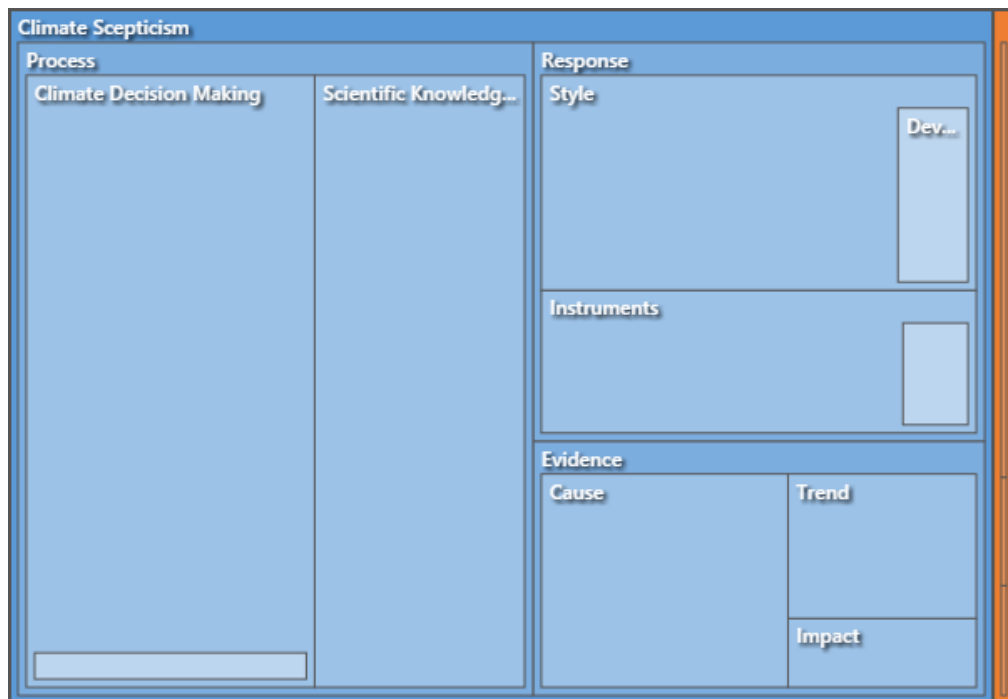 Climate Scepticism
Process
Climate Decision Making
Scientific Knowledg...
Response
Style
Dev...
Instruments
Evidence
Cause
Trend
Impact